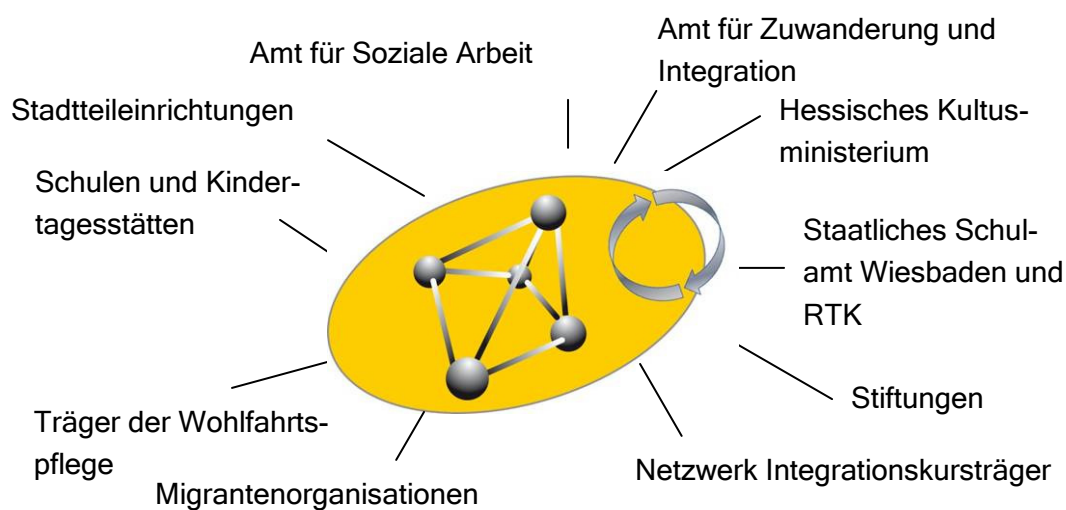 Amt für Soziale Arbeit
Amt für Zuwanderung und
Integration
Stadtteileinrichtungen
Hessisches Kultus-
ministerium
Schulen und Kinder-
tagesstätten
Staatliches Schul-
amt Wiesbaden und
RTK
Stiftungen
Träger der Wohlfahrts-
pflege
Netzwerk Integrationskursträger
Migrantenorganisationen